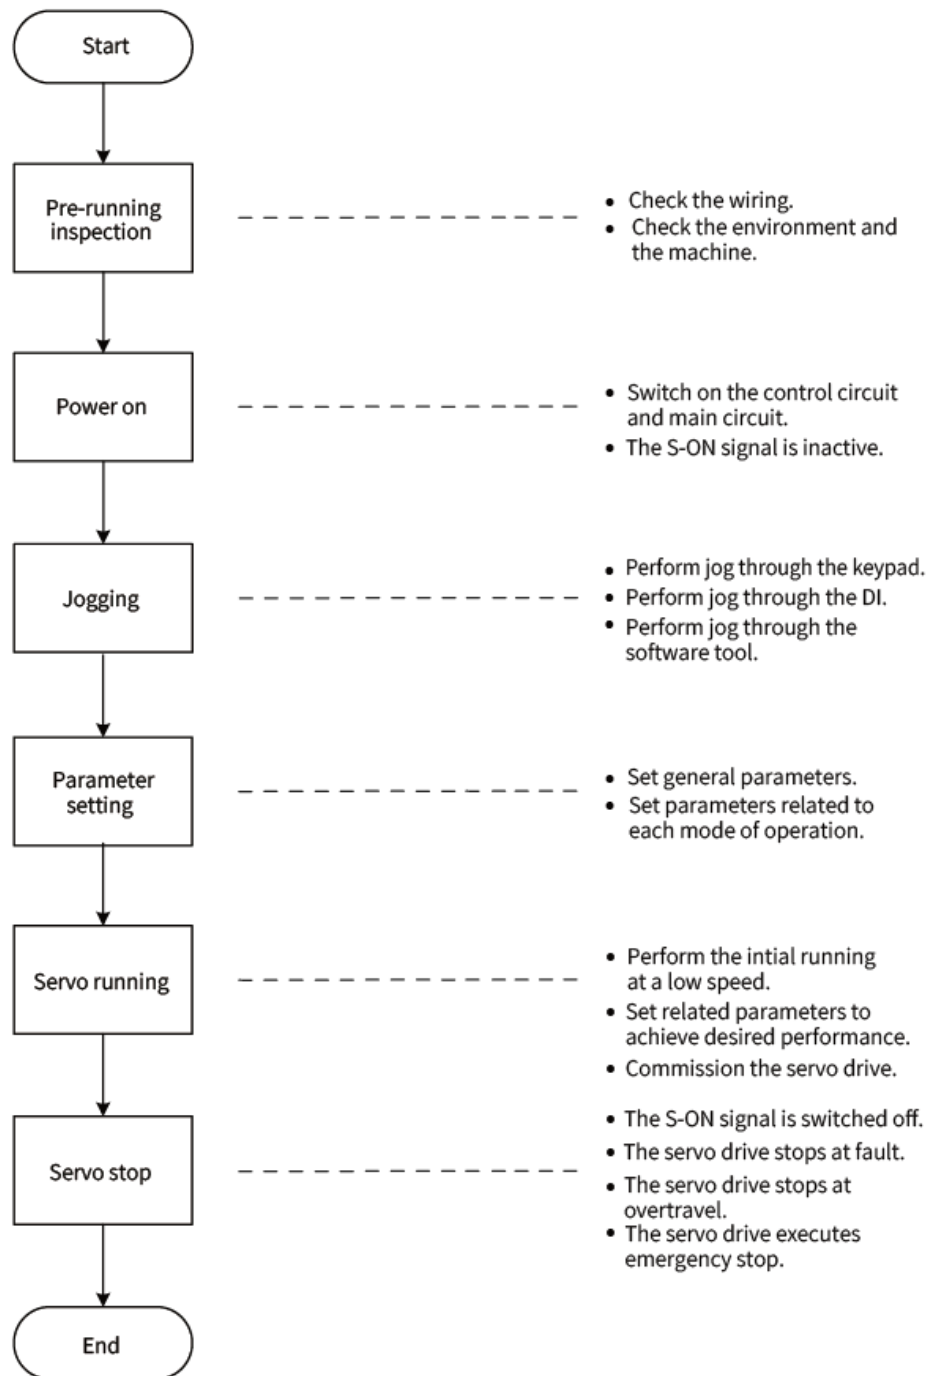 Start
Pre-running
inspection
• Check the wiring.
• Check the environment and
the machine.
Power on
• Switch on the control circuit
and main circuit.
• The S-ON signal is inactive.
Jogging
• Perform jog through the keypad.
• Perform jog through the DI.
• Perform jog through the
software tool.
Parameter
setting
• Set general parameters.
• Set parameters related to
each mode of operation.
Servo running
• Perform the intial running
at a low speed.
• Set related parameters to
achieve desired performance.
• Commission the servo drive.
Servo stop
• The S-ON signal is switched off.
• The servo drive stops at fault.
• The servo drive stops at
overtravel.
• The servo drive executes
emergency stop.
End